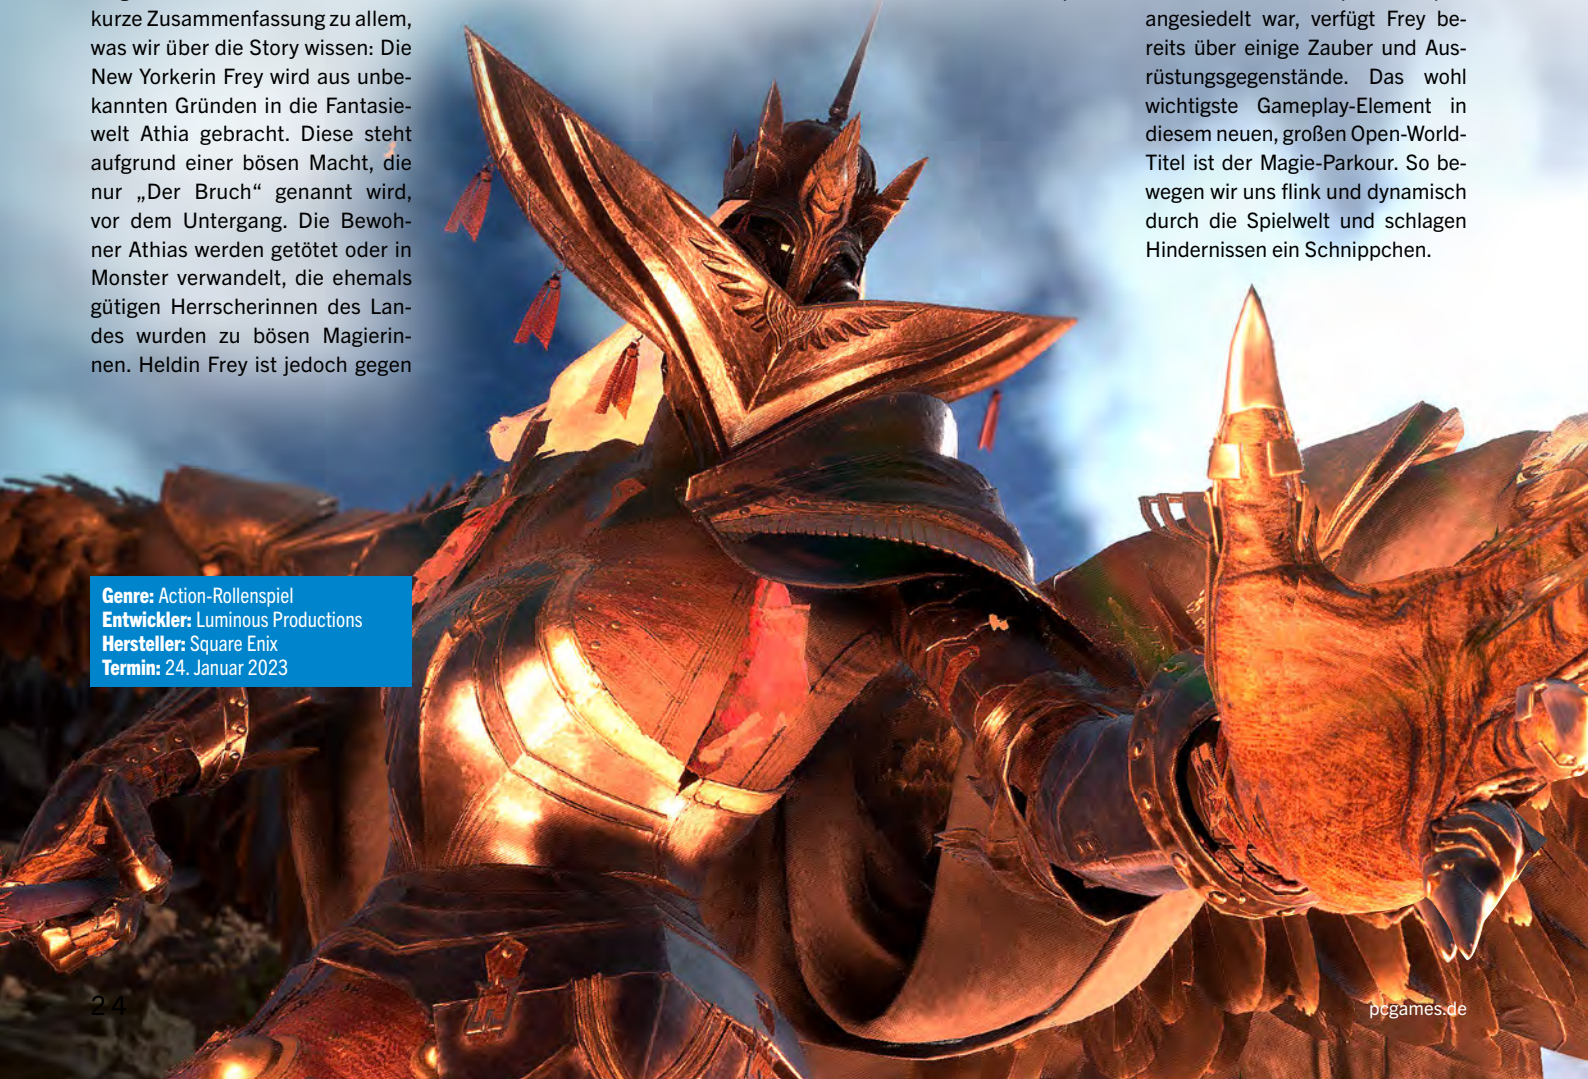 kurze Zusammenfassung zu allem,
was wir über die Story wissen: Die
New Yorkerin Frey wird aus unbe-
kannten Gründen in die Fantasie-
welt Athia gebracht. Diese steht
aufgrund einer bösen Macht, die
nur „Der Bruch“ genannt wird,
vor dem Untergang. Die Bewoh-
ner Athias werden getötet oder in
Monster verwandelt, die ehemals
gütigen Herrscherinnen des Lan-
des wurden zu bösen Magierin-
nen. Heldin Frey ist jedoch gegen
angesiedelt war, verfügt Frey be-
reits über einige Zauber und Aus-
rüstungsgegenstände. Das wohl
wichtigste Gameplay-Element in
diesem neuen, großen Open-World-
Titel ist der Magie-Parkour. So be-
wegen wir uns flink und dynamisch
durch die Spielwelt und schlagen
Hindernissen ein Schnippchen.
Genre: Action-Rollenspiel
Entwickler: Luminous Productions
Hersteller: Square Enix
Termin: 24. Januar 2023
24
pcgames.de